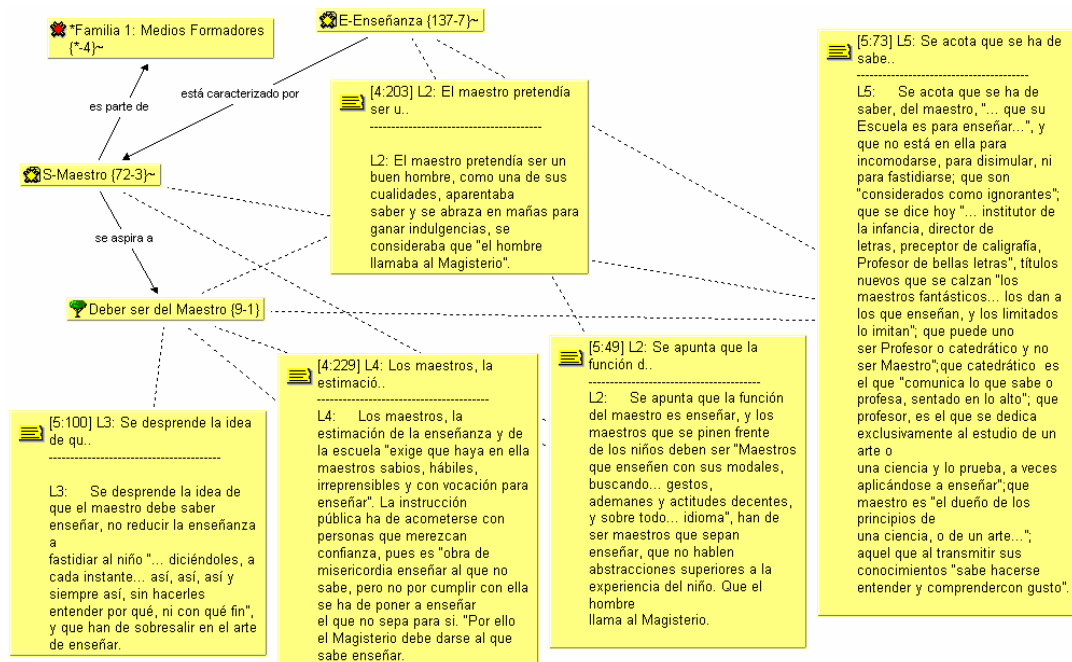 *Familia 1: Medios Formadores
{*-4}~
E-Enseñanza {137-7}~
es parte de
está caracterizado por
S-Maestro {72-3}~
se aspira a
Deber ser del Maestro {9-1}
[4:203] L2: El maestro pretendía
ser u..
L2: El maestro pretendía ser un
buen hombre, como una de sus
cualidades, aparentaba
saber y se abraza en mañas para
ganar indulgencias, se
consideraba que "el hombre
llamaba al Magisterio".
[5:73] L5: Se acota que se ha de
sabe..
L5: Se acota que se ha de
saber, del maestro, "... que su
Escuela es para enseñar...", y
que no está en ella para
incomodarse, para disimular, ni
para fastidiarse; que son
"considerados como ignorantes";
que se dice hoy "... institutor de
la infancia, director de
letras, preceptor de caligrafía,
Profesor de bellas letras", títulos
nuevos que se calzan "los
maestros fantásticos... los dan a
los que enseñan, y los limitados
lo imitan"; que puede uno
ser Profesor o catedrático y no
ser Maestro";que catedrático es
el que "comunica lo que sabe o
profesa, sentado en lo alto"; que
profesor, es el que se dedica
exclusivamente al estudio de un
arte o
una ciencia y lo prueba, a veces
aplicándose a enseñar";que
maestro es "el dueño de los
principios de
una ciencia, o de un arte...";
aquel que al transmitir sus
conocimientos "sabe hacerse
entender y comprendercon gusto".
[5:100] L3: Se desprende la idea
de qu..
L3: Se desprende la idea de
que el maestro debe saber
enseñar, no reducir la enseñanza
a
fastidiar al niño "... diciéndoles, a
cada instante... así, así, así y
siempre así, sin hacerles
entender por qué, ni con qué fin",
y que han de sobresalir en el arte
de enseñar.
[4:229] L4: Los maestros, la
estimació..
L4: Los maestros, la
estimación de la enseñanza y de
la escuela "exige que haya en ella
maestros sabios, hábiles,
irreprensibles y con vocación para
enseñar". La instrucción
pública ha de acometerse con
personas que merezcan
confianza, pues es "obra de
misericordia enseñar al que no
sabe, pero no por cumplir con ella
se ha de poner a enseñar
el que no sepa para si. "Por ello
el Magisterio debe darse al que
sabe enseñar.
[5:49] L2: Se apunta que la
función d..
L2: Se apunta que la función
del maestro es enseñar, y los
maestros que se pinen frente
de los niños deben ser "Maestros
que enseñen con sus modales,
buscando... gestos,
ademanes y actitudes decentes,
y sobre todo... idioma", han de
ser maestros que sepan
enseñar, que no hablen
abstracciones superiores a la
experiencia del niño. Que el
hombre
llama al Magisterio.